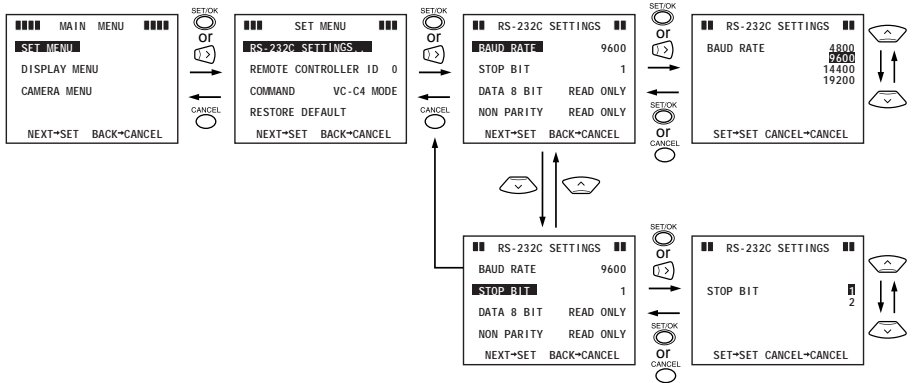 MAIN MENU
SET MENU
DISPLAY MENU
CAMERA MENU
NEXT→SET BACK→CANCEL
SET/OK
or
CANCEL
SET MENU
RS-232C SETTINGS...
REMOTE CONTROLLER ID 0
COMMAND VC-C4 MODE
RESTORE DEFAULT
NEXT→SET BACK→CANCEL
SET/OK
or
CANCEL
RS-232C SETTINGS
BAUD RATE 9600
STOP BIT 1
DATA 8 BIT READ ONLY
NON PARITY READ ONLY
NEXT→SET BACK→CANCEL
SET/OK
or
SET/OK
or
CANCEL
RS-232C SETTINGS
BAUD RATE 4800
9600
14400
19200
SET→SET CANCEL→CANCEL
RS-232C SETTINGS
BAUD RATE 9600
STOP BIT 1
DATA 8 BIT READ ONLY
NON PARITY READ ONLY
NEXT→SET BACK→CANCEL
SET/OK
or
SET/OK
or
CANCEL
RS-232C SETTINGS
STOP BIT 1
2
SET→SET CANCEL→CANCEL